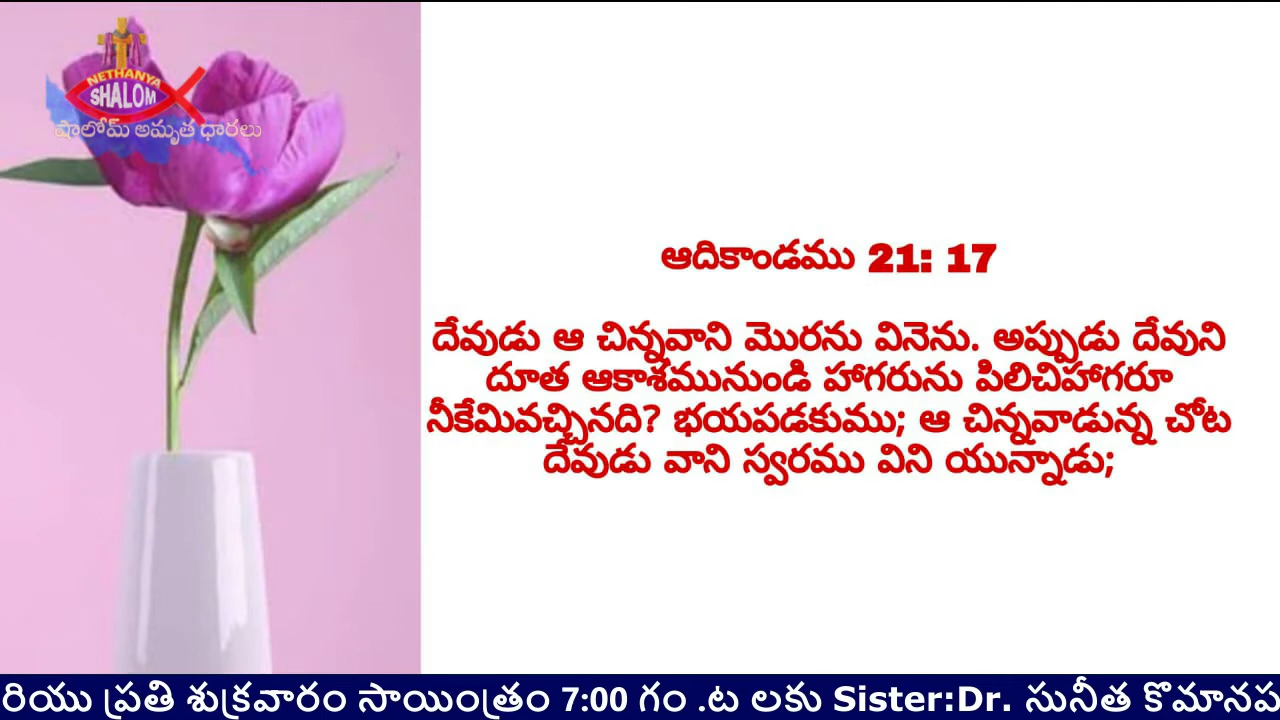 NETHANYA
SHALOM
షాలోమ్ అమృత ధారలు
ఆదికాండము 21: 17
దేవుడు ఆ చిన్నవాని మొరను వినెను. అప్పుడు దేవుని
దూత ఆకాశమునుండి హాగరును పిలిచిహాగరూ
నీకేమివచ్చినది? భయపడకుము; ఆ చిన్నవాడున్న చోట
దేవుడు వాని స్వరము విని యున్నాడు;
రియు ప్రతి శుక్రవారం సాయింత్రం 7:00 గం .ట లకు Sister:Dr. సునీత కొమానప